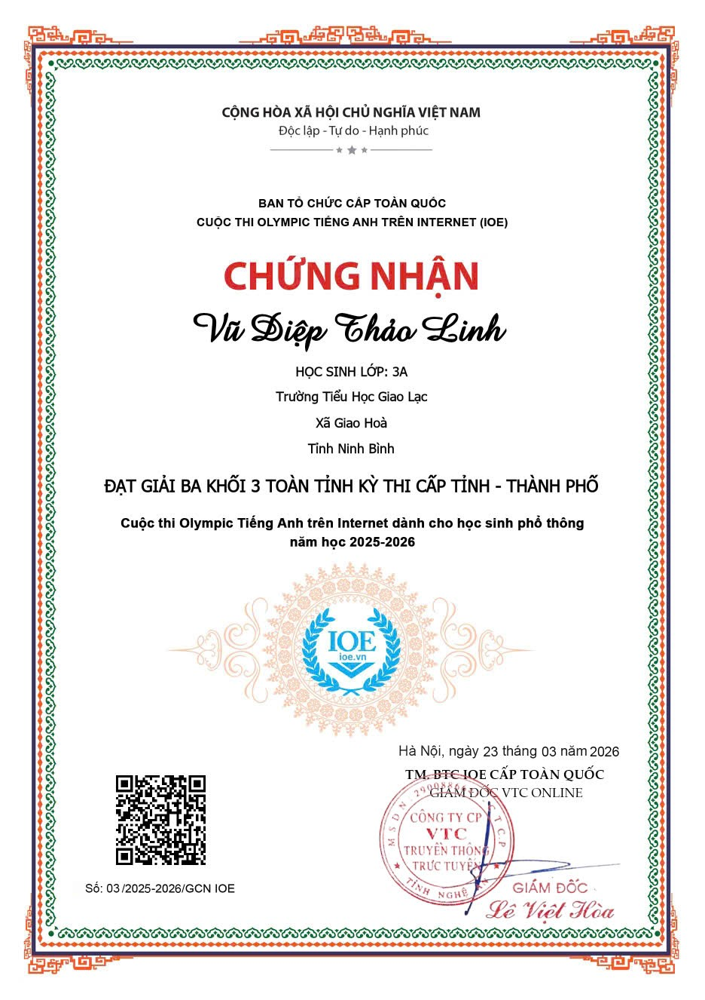 CỘNG HÒA XÃ HỘI CHỦ NGHĨA VIỆT NAM
Độc lập - Tự do - Hạnh phúc
BAN TỔ CHỨC CẤP TOÀN QUỐC
CUỘC THI OLYMPIC TIẾNG ANH TRÊN INTERNET (IOE)
CHỨNG NHẬN
Vũ Diệp Thảo Linh
HỌC SINH LỚP: 3A
Trường Tiểu Học Giao Lạc
Xã Giao Hoà
Tỉnh Ninh Bình
ĐẠT GIẢI BA KHỐI 3 TOÀN TỈNH KỲ THI CẤP TỈNH - THÀNH PHỐ
Cuộc thi Olympic Tiếng Anh trên Internet dành cho học sinh phổ thông
năm học 2025-2026
IOE
ioe.vn
Hà Nội, ngày 23 tháng 03 năm 2026
TM. BTC IOE CẤP TOÀN QUỐC
GIÁM ĐỐC VTC ONLINE
M.S.D.N
C.T.C.P
CÔNG TY CP
VTC
TRUYỀN THÔNG
TRỰC TUYẾN
TỈNH NGHỆ AN
GIÁM ĐỐC
Lê Việt Hòa
Số: 03/2025-2026/GCN IOE